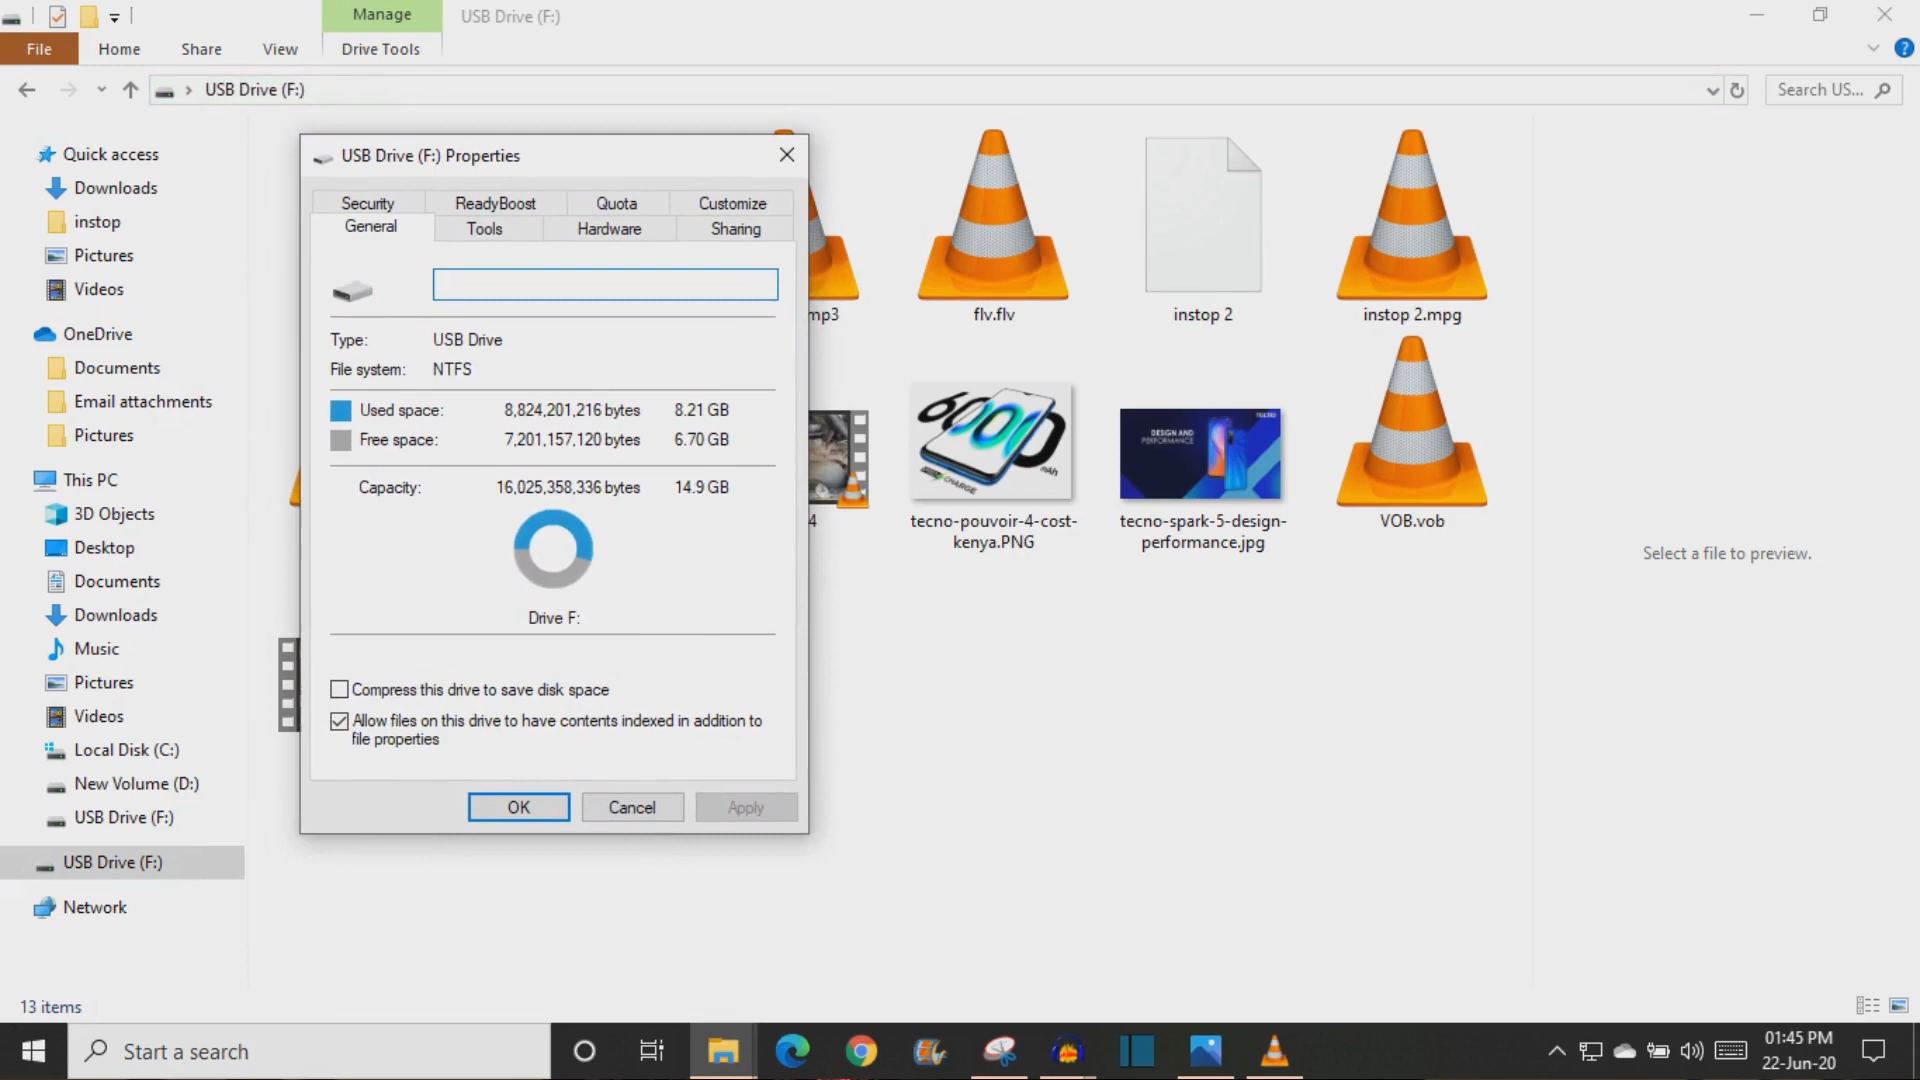 Manage
USB Drive (F:)
File
Home
Share
View
Drive Tools
USB Drive (F:)
Search US...
Quick access
Downloads
instop
Pictures
Videos
OneDrive
Documents
Email attachments
Pictures
This PC
3D Objects
Desktop
Documents
Downloads
Music
Pictures
Videos
Local Disk (C:)
New Volume (D:)
USB Drive (F:)
USB Drive (F:)
Network
USB Drive (F:) Properties
Security
ReadyBoost
Quota
Customize
General
Tools
Hardware
Sharing
Type: USB Drive
File system: NTFS
Used space: 8,824,201,216 bytes 8.21 GB
Free space: 7,201,157,120 bytes 6.70 GB
Capacity: 16,025,358,336 bytes 14.9 GB
Drive F:
Compress this drive to save disk space
Allow files on this drive to have contents indexed in addition to
file properties
OK
Cancel
Apply
mp3
flv.flv
instop 2
instop 2.mpg
4
6000
mAh
CHARGE
tecno-pouvoir-4-cost-
kenya.PNG
DESIGN AND
PERFORMANCE
tecno-spark-5-design-
performance.jpg
VOB.vob
Select a file to preview.
13 items
Start a search
01:45 PM
22-Jun-20